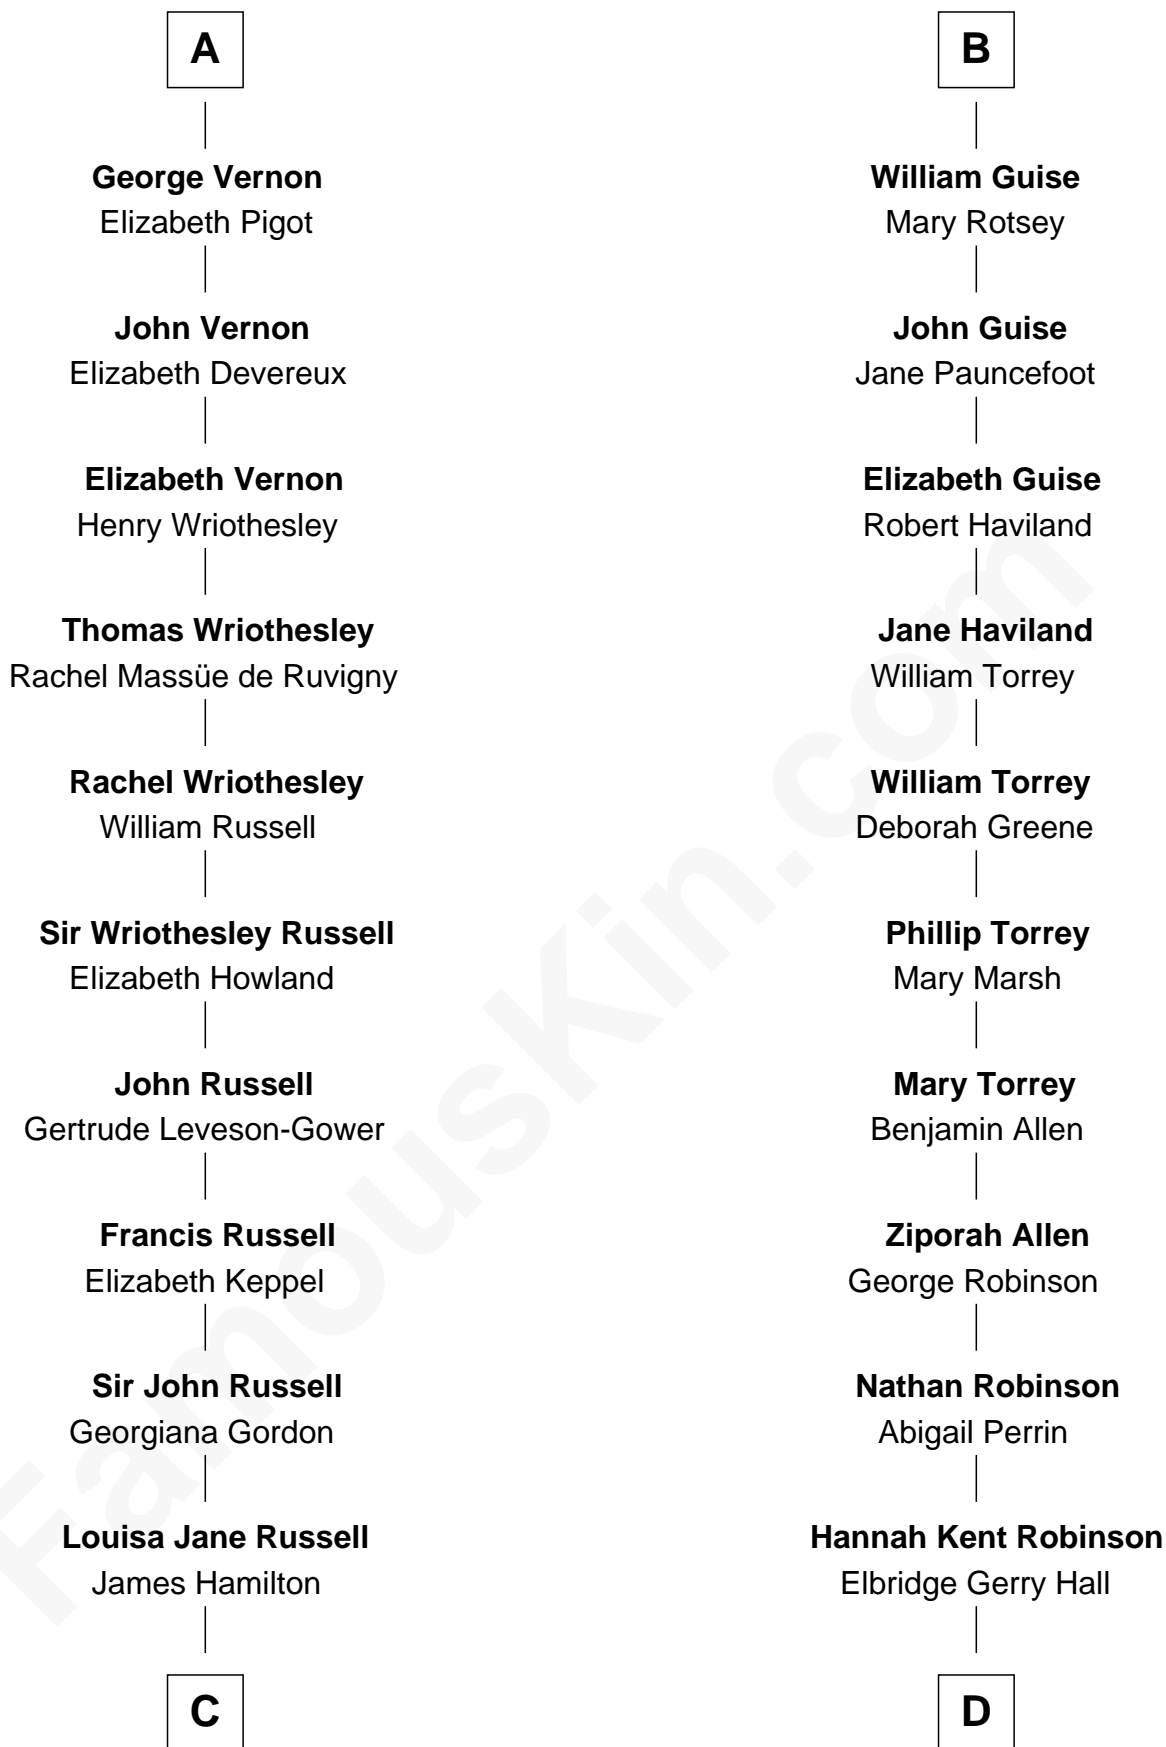 A
George Vernon
Elizabeth Pigot
John Vernon
Elizabeth Devereux
Elizabeth Vernon
Henry Wriothesley
Thomas Wriothesley
Rachel Massüe de Ruvigny
Rachel Wriothesley
William Russell
Sir Wriothesley Russell
Elizabeth Howland
John Russell
Gertrude Leveson-Gower
Francis Russell
Elizabeth Keppel
Sir John Russell
Georgiana Gordon
Louisa Jane Russell
James Hamilton
C
B
William Guise
Mary Rotsey
John Guise
Jane Pauncefoot
Elizabeth Guise
Robert Haviland
Jane Haviland
William Torrey
William Torrey
Deborah Greene
Phillip Torrey
Mary Marsh
Mary Torrey
Benjamin Allen
Ziporah Allen
George Robinson
Nathan Robinson
Abigail Perrin
Hannah Kent Robinson
Elbridge Gerry Hall
D
FamousKin.com